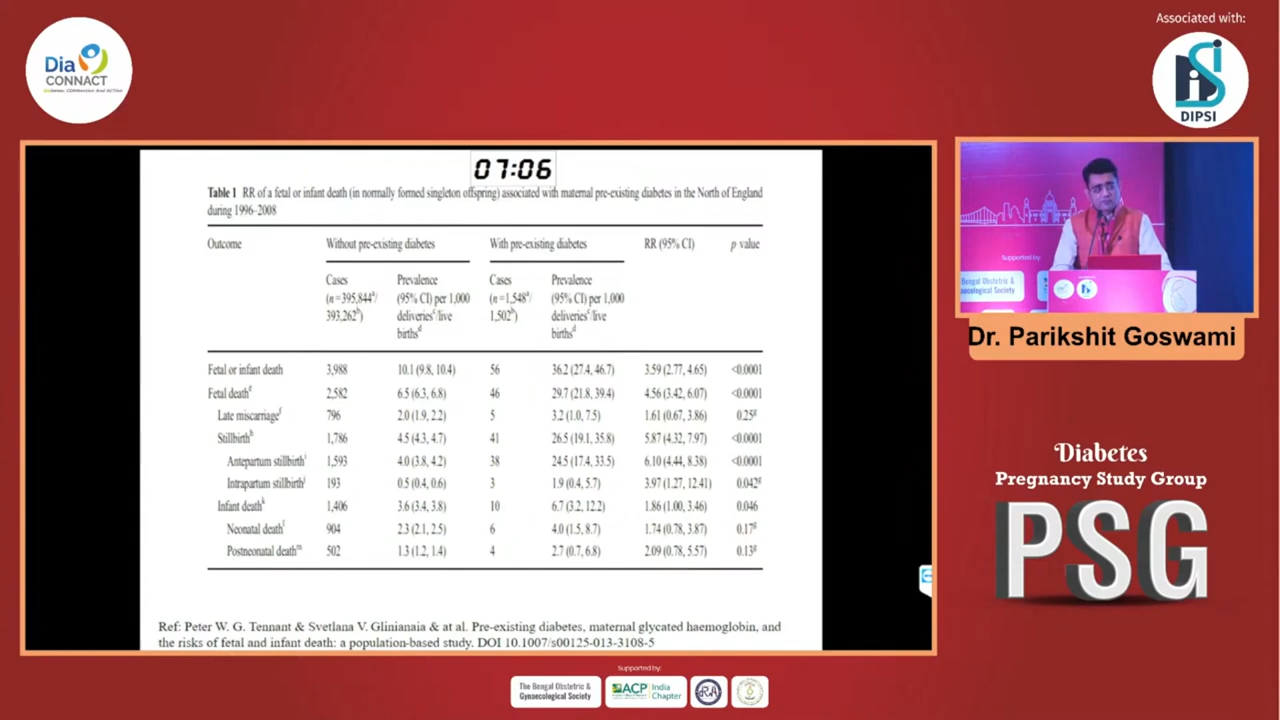 Dia
CONNACT
Diabetes: CONNection And ACTion
Associated with:
DIPSI
07:06
Table 1 RR of a fetal or infant death (in normally formed singleton offspring) associated with maternal pre-existing diabetes in the North of England
during 1996–2008
Outcome Without pre-existing diabetes With pre-existing diabetes RR (95% CI) p value
Cases Prevalence Cases Prevalence
(n=395,844a/ (95% CI) per 1,000 (n=1,548a/ (95% CI) per 1,000
393,262b) deliveriesc/live 1,502b) deliveriesc/live
birthsd birthsd
Fetal or infant death 3,988 10.1 (9.8, 10.4) 56 36.2 (27.4, 46.7) 3.59 (2.77, 4.65) <0.0001
Fetal deathe 2,582 6.5 (6.3, 6.8) 46 29.7 (21.8, 39.4) 4.56 (3.42, 6.07) <0.0001
Late miscarriagef 796 2.0 (1.9, 2.2) 5 3.2 (1.0, 7.5) 1.61 (0.67, 3.86) 0.25g
Stillbirthh 1,786 4.5 (4.3, 4.7) 41 26.5 (19.1, 35.8) 5.87 (4.32, 7.97) <0.0001
Antepartum stillbirthi 1,593 4.0 (3.8, 4.2) 38 24.5 (17.4, 33.5) 6.10 (4.44, 8.38) <0.0001
Intrapartum stillbirthj 193 0.5 (0.4, 0.6) 3 1.9 (0.4, 5.7) 3.97 (1.27, 12.41) 0.042g
Infant deathk 1,406 3.6 (3.4, 3.8) 10 6.7 (3.2, 12.2) 1.86 (1.00, 3.46) 0.046
Neonatal deathl 904 2.3 (2.1, 2.5) 6 4.0 (1.5, 8.7) 1.74 (0.78, 3.87) 0.17g
Postneonatal deathm 502 1.3 (1.2, 1.4) 4 2.7 (0.7, 6.8) 2.09 (0.78, 5.57) 0.13g
Ref: Peter W. G. Tennant & Svetlana V. Glinianaia & at al. Pre-existing diabetes, maternal glycated haemoglobin, and
the risks of fetal and infant death: a population-based study. DOI 10.1007/s00125-013-3108-5
Supported by:
Bengal Obstetric &
Gynaecological Society
Dr. Parikshit Goswami
Diabetes
Pregnancy Study Group
PSG
Supported by:
The Bengal Obstetric &
Gynaecological Society
ACP India
Chapter